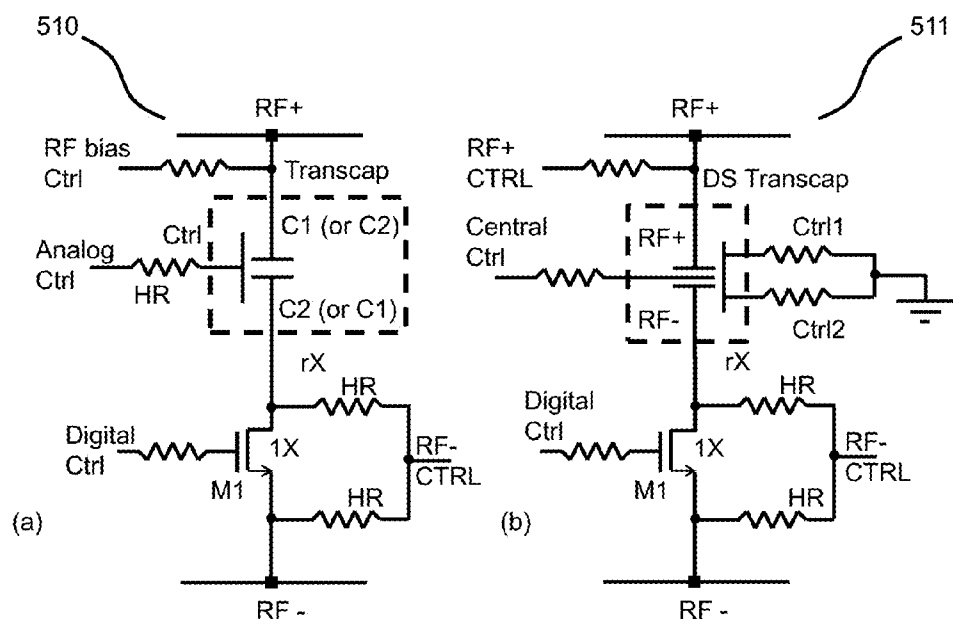 510
RF+
RF bias
Ctrl
Transcap
C1 (or C2)
Ctrl
Analog
Ctrl
HR
C2 (or C1)
rX
HR
Digital
Ctrl
1X
RF-
CTRL
M1
HR
(a)
RF -
511
RF+
RF+
CTRL
DS Transcap
Central
Ctrl
RF+
Ctrl1
RF-
Ctrl2
rX
HR
Digital
Ctrl
1X
RF-
CTRL
M1
HR
(b)
RF -